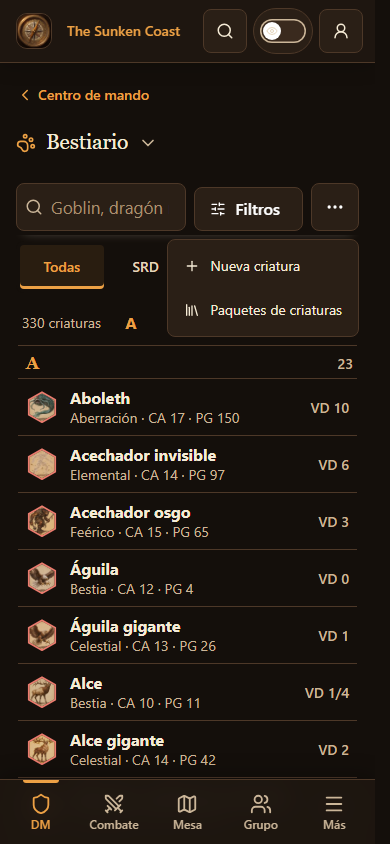 The Sunken Coast
Centro de mando
Bestiario
Goblin, dragón
Filtros
Todas
SRD
Nueva criatura
Paquetes de criaturas
330 criaturas
A
A
23
Aboleth
Aberración · CA 17 · PG 150
VD 10
Acechador invisible
Elemental · CA 14 · PG 97
VD 6
Acechador osgo
Feérico · CA 15 · PG 65
VD 3
Águila
Bestia · CA 12 · PG 4
VD 0
Águila gigante
Celestial · CA 13 · PG 26
VD 1
Alce
Bestia · CA 10 · PG 11
VD 1/4
Alce gigante
Celestial · CA 14 · PG 42
VD 2
DM
Combate
Mesa
Grupo
Más